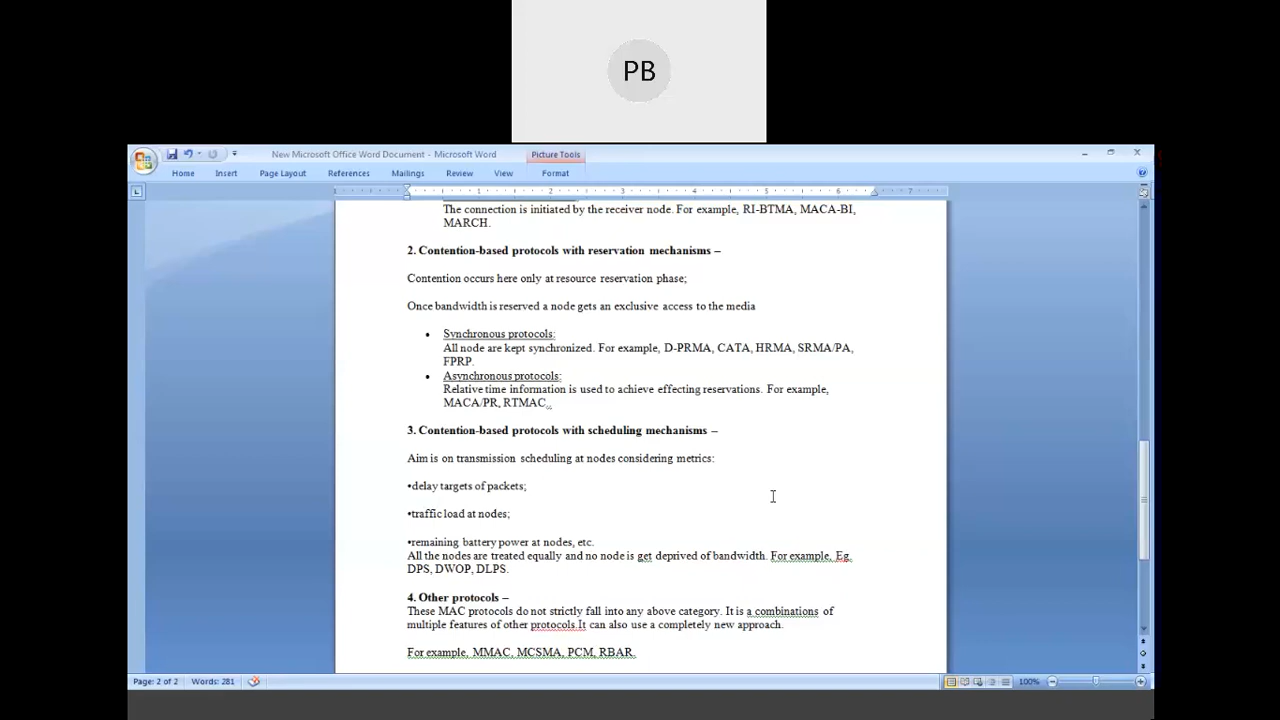 PB
New Microsoft Office Word Document - Microsoft Word
Picture Tools
Home
Insert
Page Layout
References
Mailings
Review
View
Format
1 2 3 4 5 6 7
The connection is initiated by the receiver node. For example, RI-BTMA, MACA-BI,
MARCH.
2. Contention-based protocols with reservation mechanisms –
Contention occurs here only at resource reservation phase;
Once bandwidth is reserved a node gets an exclusive access to the media
• Synchronous protocols:
All node are kept synchronized. For example, D-PRMA, CATA, HRMA, SRMA/PA,
FPRP.
• Asynchronous protocols:
Relative time information is used to achieve effecting reservations. For example,
MACA/PR, RTMAC..
3. Contention-based protocols with scheduling mechanisms –
Aim is on transmission scheduling at nodes considering metrics:
•delay targets of packets;
•traffic load at nodes;
•remaining battery power at nodes, etc.
All the nodes are treated equally and no node is get deprived of bandwidth. For example, Eg.
DPS, DWOP, DLPS.
4. Other protocols –
These MAC protocols do not strictly fall into any above category. It is a combinations of
multiple features of other protocols.It can also use a completely new approach.
For example, MMAC, MCSMA, PCM, RBAR.
Page: 2 of 2
Words: 281
100%